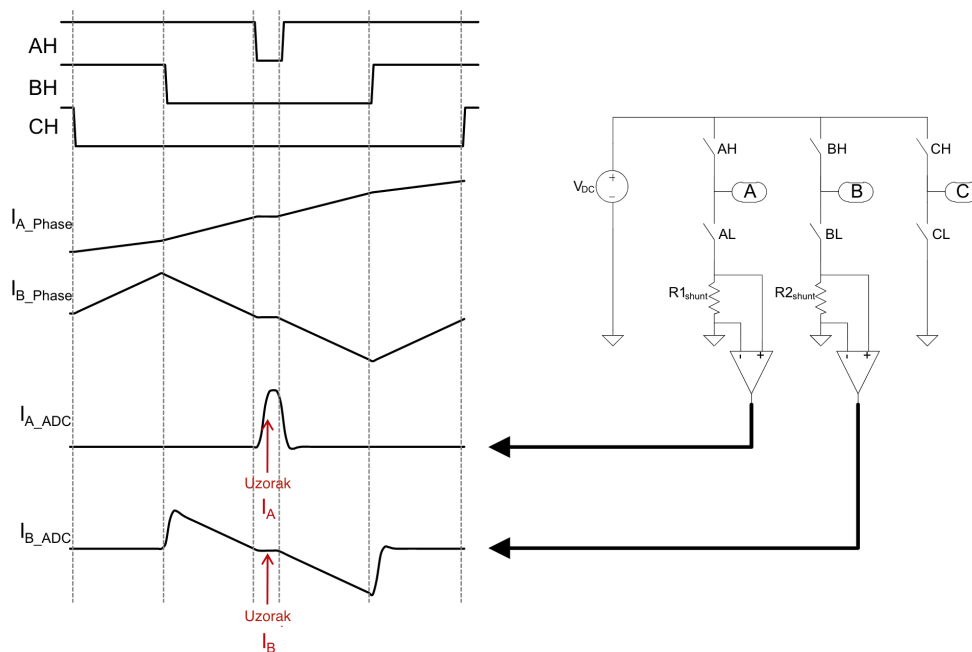 AH
BH
CH
I_A_Phase
I_B_Phase
I_A_ADC
Uzorak
I_A
I_B_ADC
Uzorak
I_B
V_DC
+
−
AH
BH
CH
A
B
C
AL
BL
CL
R1_shunt
R2_shunt
- +
- +